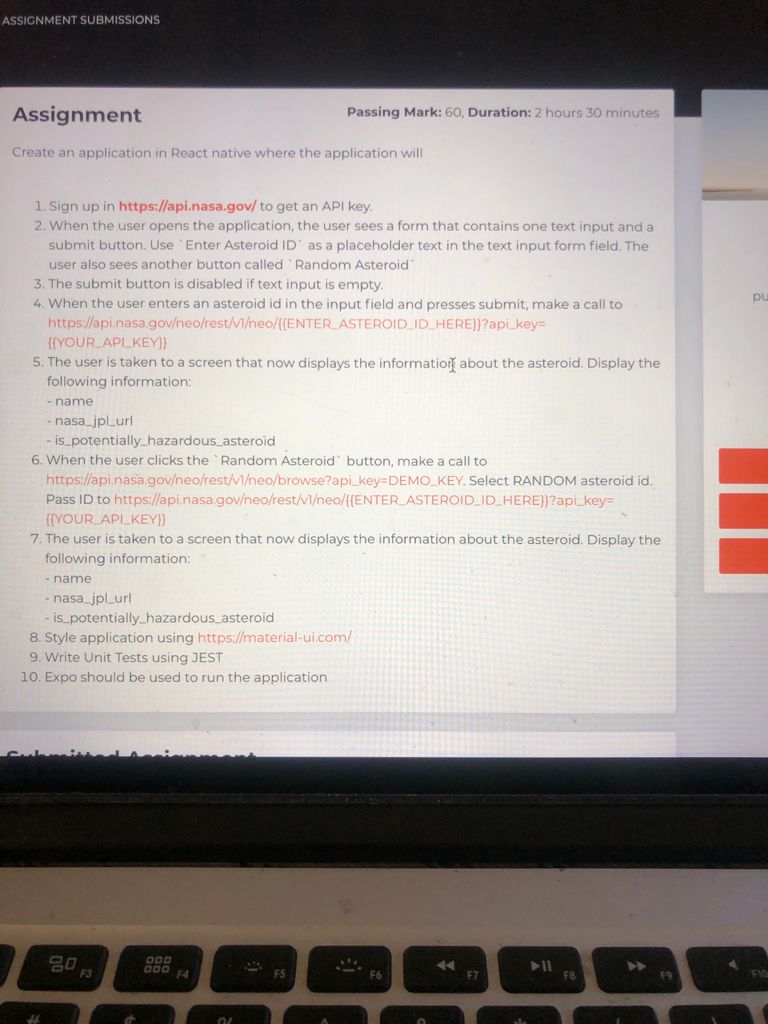 ASSIGNMENT SUBMISSIONS
Assignment
Passing Mark: 60, Duration: 2 hours 30 minutes
Create an application in React native where the application will
1. Sign up in https://api.nasa.gov/ to get an API key.
2. When the user opens the application, the user sees a form that contains one text input and a
submit button. Use `Enter Asteroid ID` as a placeholder text in the text input form field. The
user also sees another button called `Random Asteroid`
3. The submit button is disabled if text input is empty.
4. When the user enters an asteroid id in the input field and presses submit, make a call to
https://api.nasa.gov/neo/rest/v1/neo/{{ENTER_ASTEROID_ID_HERE}}?api_key=
{{YOUR_API_KEY}}
5. The user is taken to a screen that now displays the information about the asteroid. Display the
following information:
- name
- nasa_jpl_url
- is_potentially_hazardous_asteroid
6. When the user clicks the `Random Asteroid` button, make a call to
https://api.nasa.gov/neo/rest/v1/neo/browse?api_key=DEMO_KEY. Select RANDOM asteroid id.
Pass ID to https://api.nasa.gov/neo/rest/v1/neo/{{ENTER_ASTEROID_ID_HERE}}?api_key=
{{YOUR_API_KEY}}
7. The user is taken to a screen that now displays the information about the asteroid. Display the
following information:
- name
- nasa_jpl_url
- is_potentially_hazardous_asteroid
8. Style application using https://material-ui.com/
9. Write Unit Tests using JEST
10. Expo should be used to run the application
pu
Submitted Assignment
F3
F4
F5
F6
F7
F8
F9
F10